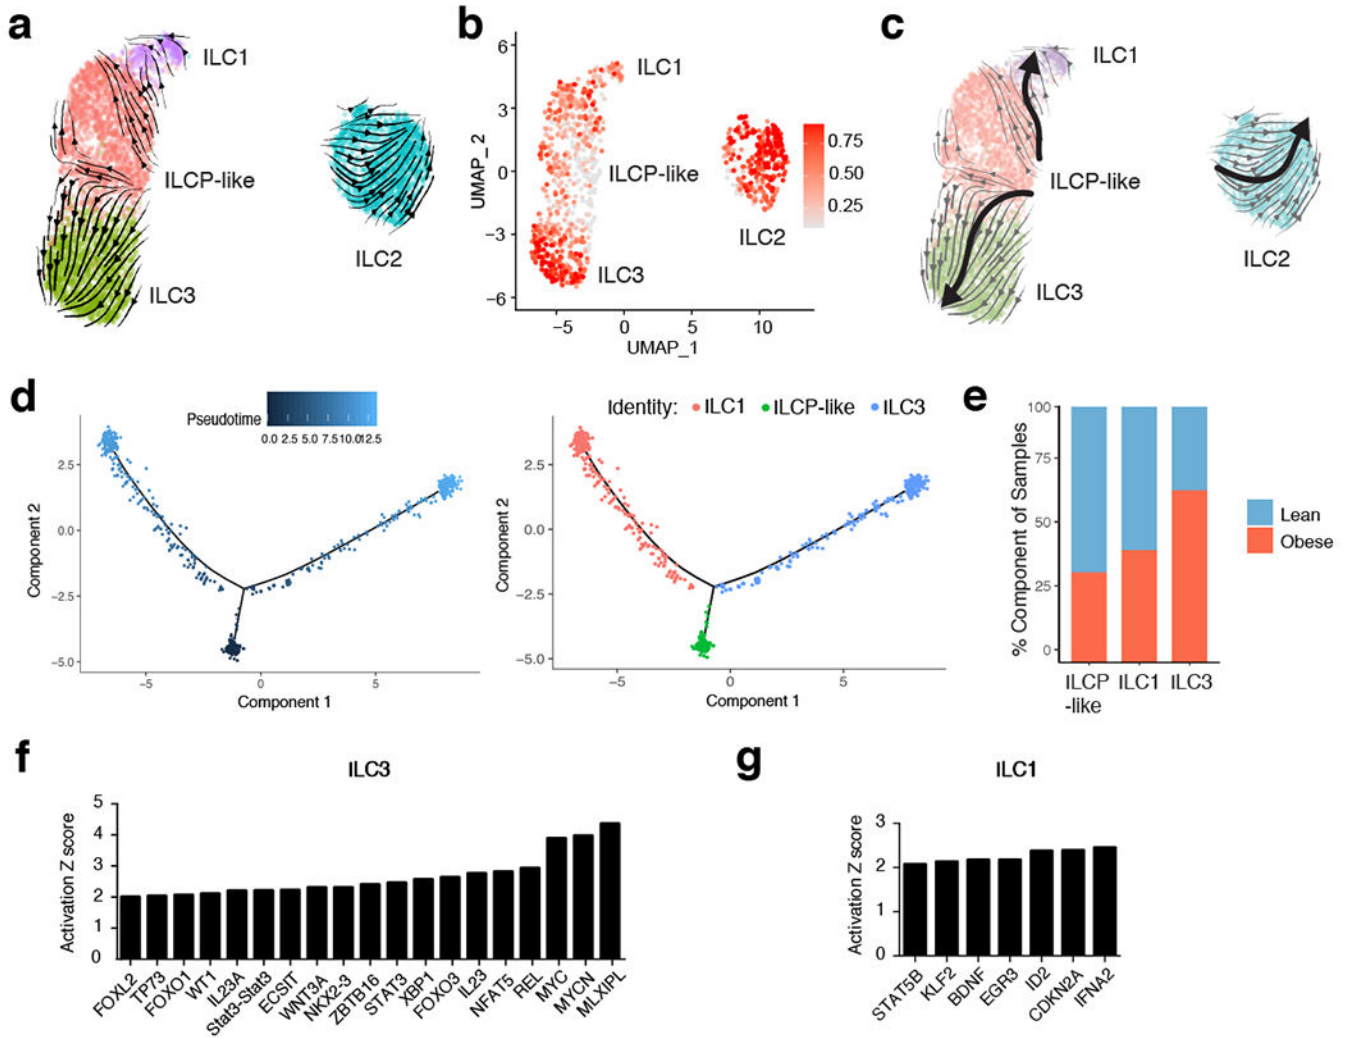 a
ILC1
ILCP-like
ILC3
ILC2
b
UMAP_2
6
3
0
−3
−6
ILC1
ILCP-like
ILC3
ILC2
0.75
0.50
0.25
−5
0
5
10
UMAP_1
c
ILC1
ILCP-like
ILC3
ILC2
d
Pseudotime
0.0 2.5 5.0 7.5 10.0 12.5
Component 2
2.5
0.0
−2.5
−5.0
−5
0
5
Component 1
Identity: ILC1 ILCP-like ILC3
Component 2
2.5
0.0
−2.5
−5.0
−5
0
5
Component 1
e
% Component of Samples
100
75
50
25
0
ILCP
-like
ILC1
ILC3
Lean
Obese
f
ILC3
Activation Z score
5
4
3
2
1
0
FOXL2
TP73
FOXO1
WT1
IL23A
Stat3-Stat3
ECSIT
WNT3A
NKX2-3
ZBTB16
STAT3
XBP1
FOXO3
IL23
NFAT5
REL
MYC
MYCN
MLXIPL
g
ILC1
Activation Z score
3
2
1
0
STAT5B
KLF2
BDNF
EGR3
ID2
CDKN2A
IFNA2